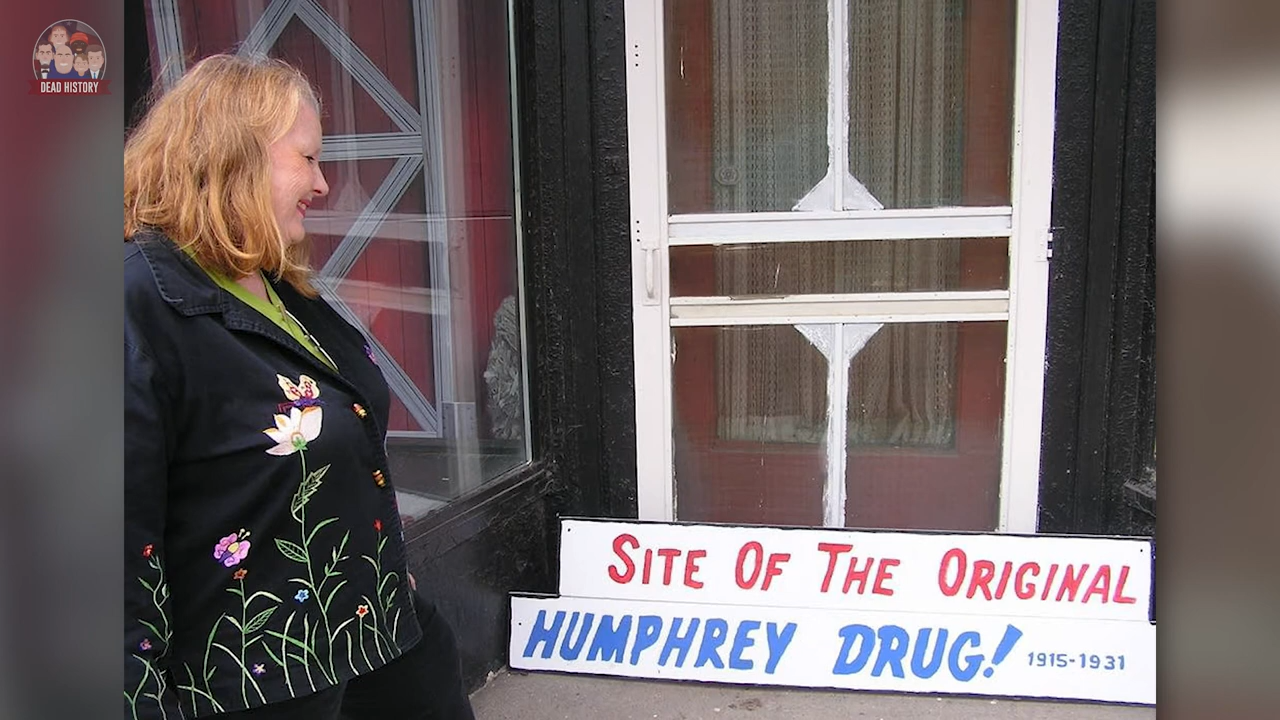 DEAD HISTORY
SITE OF THE ORIGINAL
HUMPHREY DRUG! 1915-1931